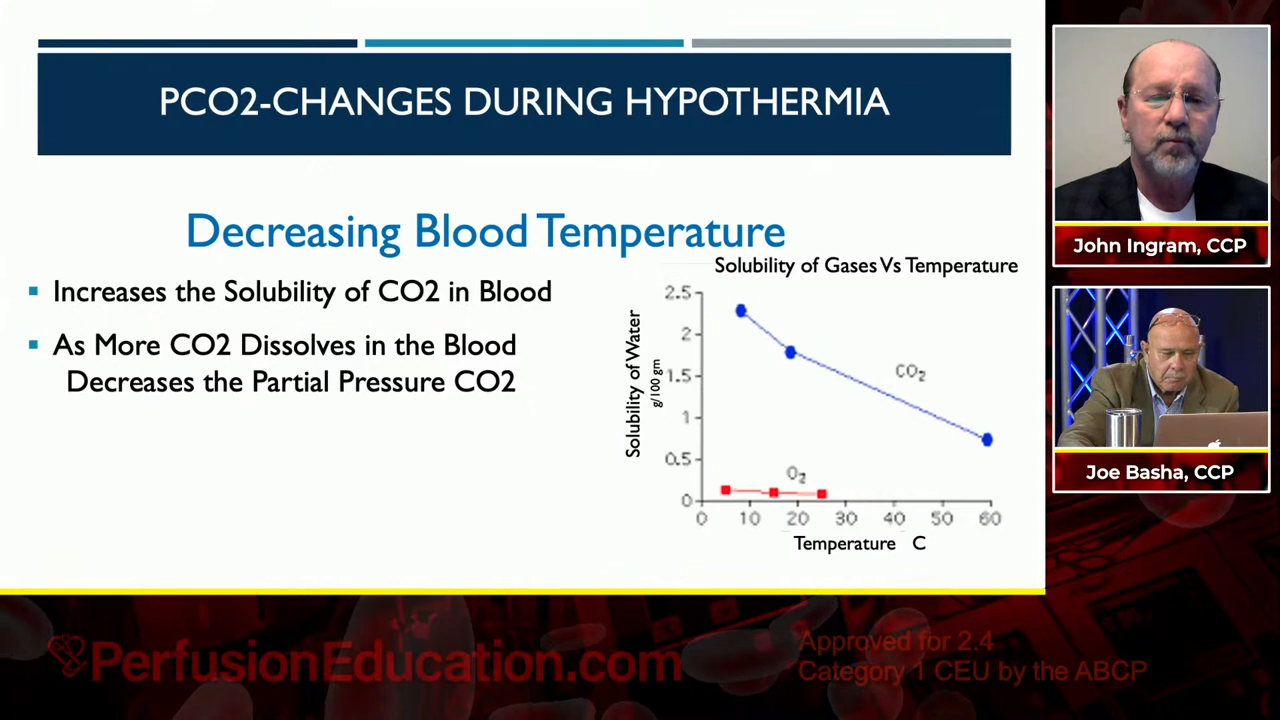 PCO2-CHANGES DURING HYPOTHERMIA
Decreasing Blood Temperature
Increases the Solubility of CO2 in Blood
As More CO2 Dissolves in the Blood
Decreases the Partial Pressure CO2
Solubility of Gases Vs Temperature
Solubility of Water
g/100 gm
2.5
2
1.5
1
0.5
0
CO2
O2
0 10 20 30 40 50 60
Temperature C
John Ingram, CCP
Joe Basha, CCP
PerfusionEducation.com
Approved for 2.4
Category 1 CEU by the ABCP